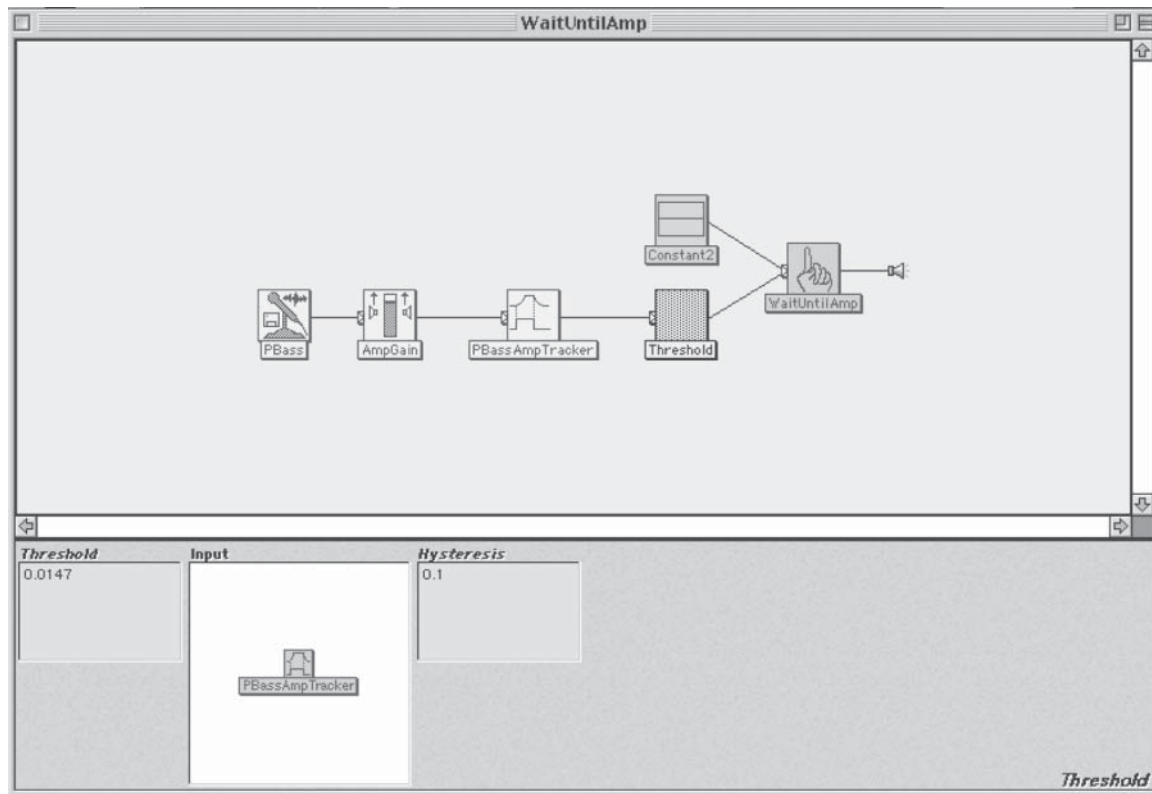 WaitUntilAmp
Constant2
WaitUntilAmp
PBass
AmpGain
PBassAmpTracker
Threshold
Threshold
Input
Hysteresis
0.0147
0.1
PBassAmpTracker
Threshold